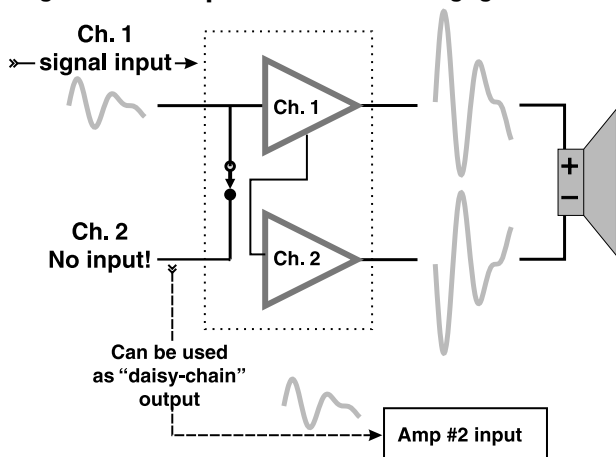 Ch. 1
signal input
Ch. 1
+
−
Ch. 2
No input!
Ch. 2
Can be used
as “daisy-chain”
output
Amp #2 input